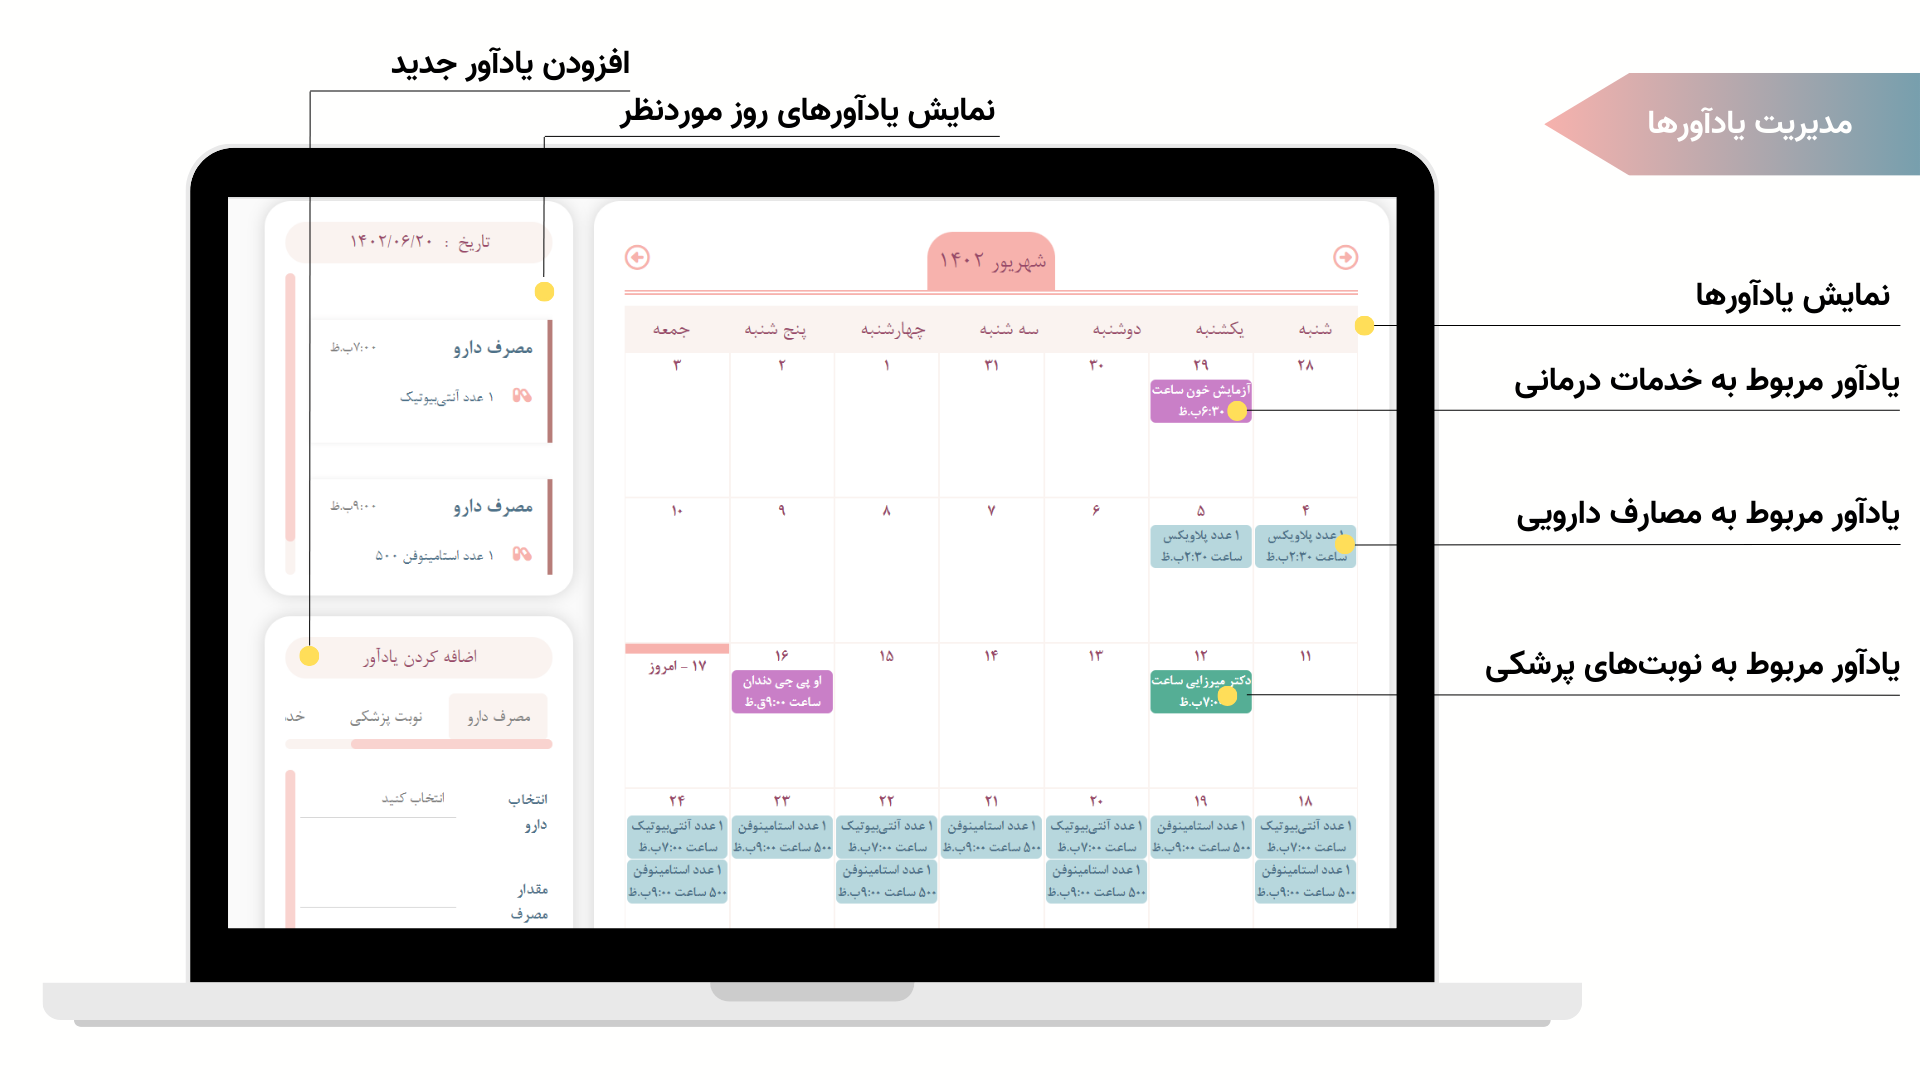 افزودن یادآور جدید
نمایش یادآورهای روز موردنظر
مدیریت یادآورها
نمایش یادآورها
یادآور مربوط به خدمات درمانی
یادآور مربوط به مصارف دارویی
یادآور مربوط به نوبت‌های پرشکی
شهریور ۱۴۰۲
شنبه یکشنبه دوشنبه سه شنبه چهارشنبه پنج شنبه جمعه
۲۸ ۲۹ ۳۰ ۳۱ ۱ ۲ ۳
آزمایش خون ساعت
۶:۳۰ب.ظ
۴ ۵ ۶ ۷ ۸ ۹ ۱۰
۱ عدد پلاویکس ۱ عدد پلاویکس
ساعت ۲:۳۰ب.ظ ساعت ۲:۳۰ب.ظ
۱۱ ۱۲ ۱۳ ۱۴ ۱۵ ۱۶ ۱۷ - امروز
دکتر میرزایی ساعت او پی جی دندان
۷:۰۰ب.ظ ساعت ۹:۰۰ق.ظ
۱۸ ۱۹ ۲۰ ۲۱ ۲۲ ۲۳ ۲۴
۱ عدد آنتی‌بیوتیک ۱ عدد استامینوفن ۱ عدد آنتی‌بیوتیک ۱ عدد استامینوفن ۱ عدد آنتی‌بیوتیک ۱ عدد استامینوفن ۱ عدد آنتی‌بیوتیک
ساعت ۷:۰۰ب.ظ ۵۰۰ ساعت ۹:۰۰ب.ظ ساعت ۷:۰۰ب.ظ ۵۰۰ ساعت ۹:۰۰ب.ظ ساعت ۷:۰۰ب.ظ ۵۰۰ ساعت ۹:۰۰ب.ظ ساعت ۷:۰۰ب.ظ
۱ عدد استامینوفن ۱ عدد استامینوفن ۱ عدد استامینوفن ۱ عدد استامینوفن
۵۰۰ ساعت ۹:۰۰ب.ظ ۵۰۰ ساعت ۹:۰۰ب.ظ ۵۰۰ ساعت ۹:۰۰ب.ظ ۵۰۰ ساعت ۹:۰۰ب.ظ
تاریخ : ۱۴۰۲/۰۶/۲۰
مصرف دارو ۷:۰۰ب.ظ
۱ عدد آنتی‌بیوتیک
مصرف دارو ۹:۰۰ب.ظ
۱ عدد استامینوفن ۵۰۰
اضافه کردن یادآور
مصرف دارو نوبت پزشکی خد
انتخاب دارو انتخاب کنید
مقدار مصرف